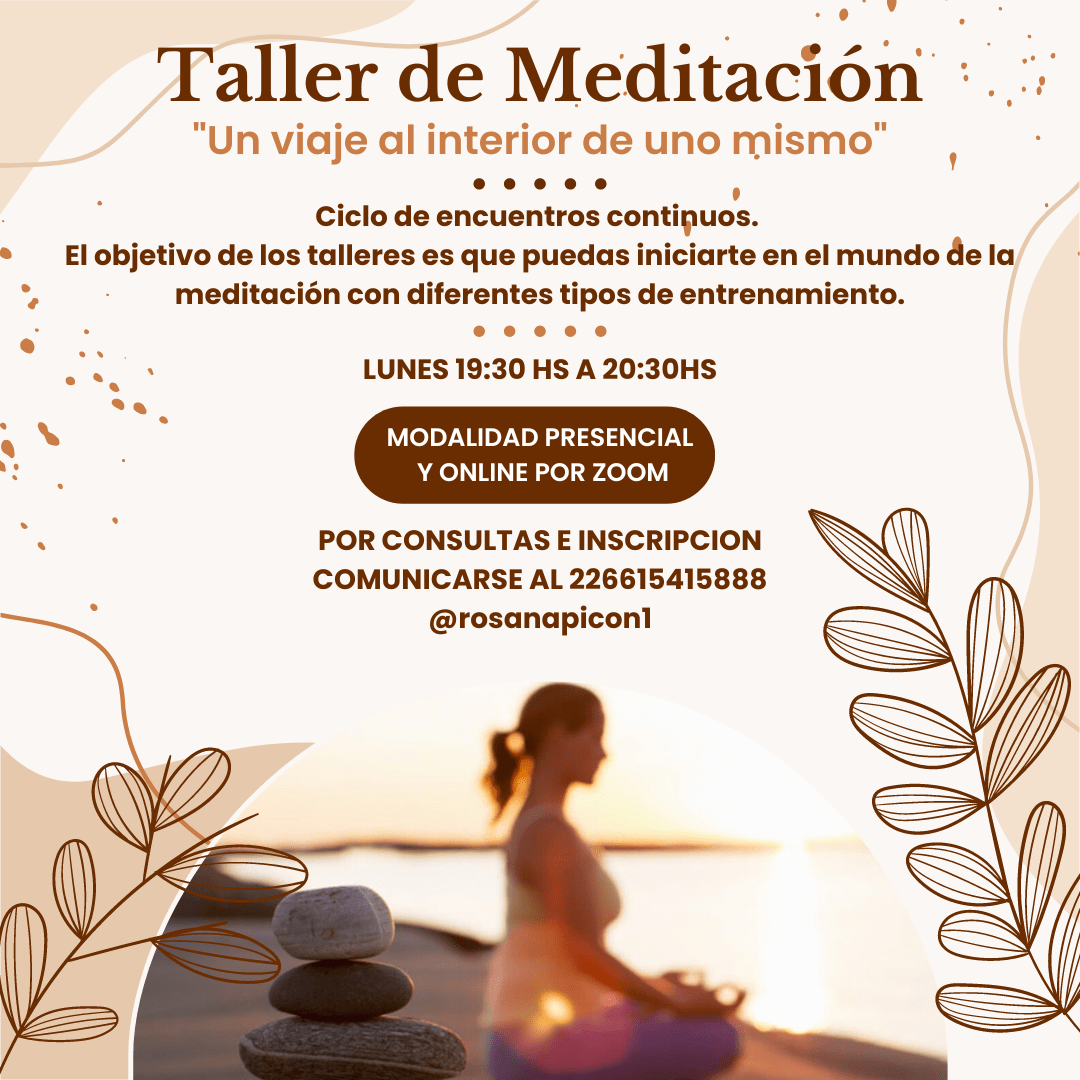 Taller de Meditación
"Un viaje al interior de uno mismo"
Ciclo de encuentros continuos.
El objetivo de los talleres es que puedas iniciarte en el mundo de la
meditación con diferentes tipos de entrenamiento.
LUNES 19:30 HS A 20:30HS
MODALIDAD PRESENCIAL
Y ONLINE POR ZOOM
POR CONSULTAS E INSCRIPCION
COMUNICARSE AL 226615415888
@rosanapicon1